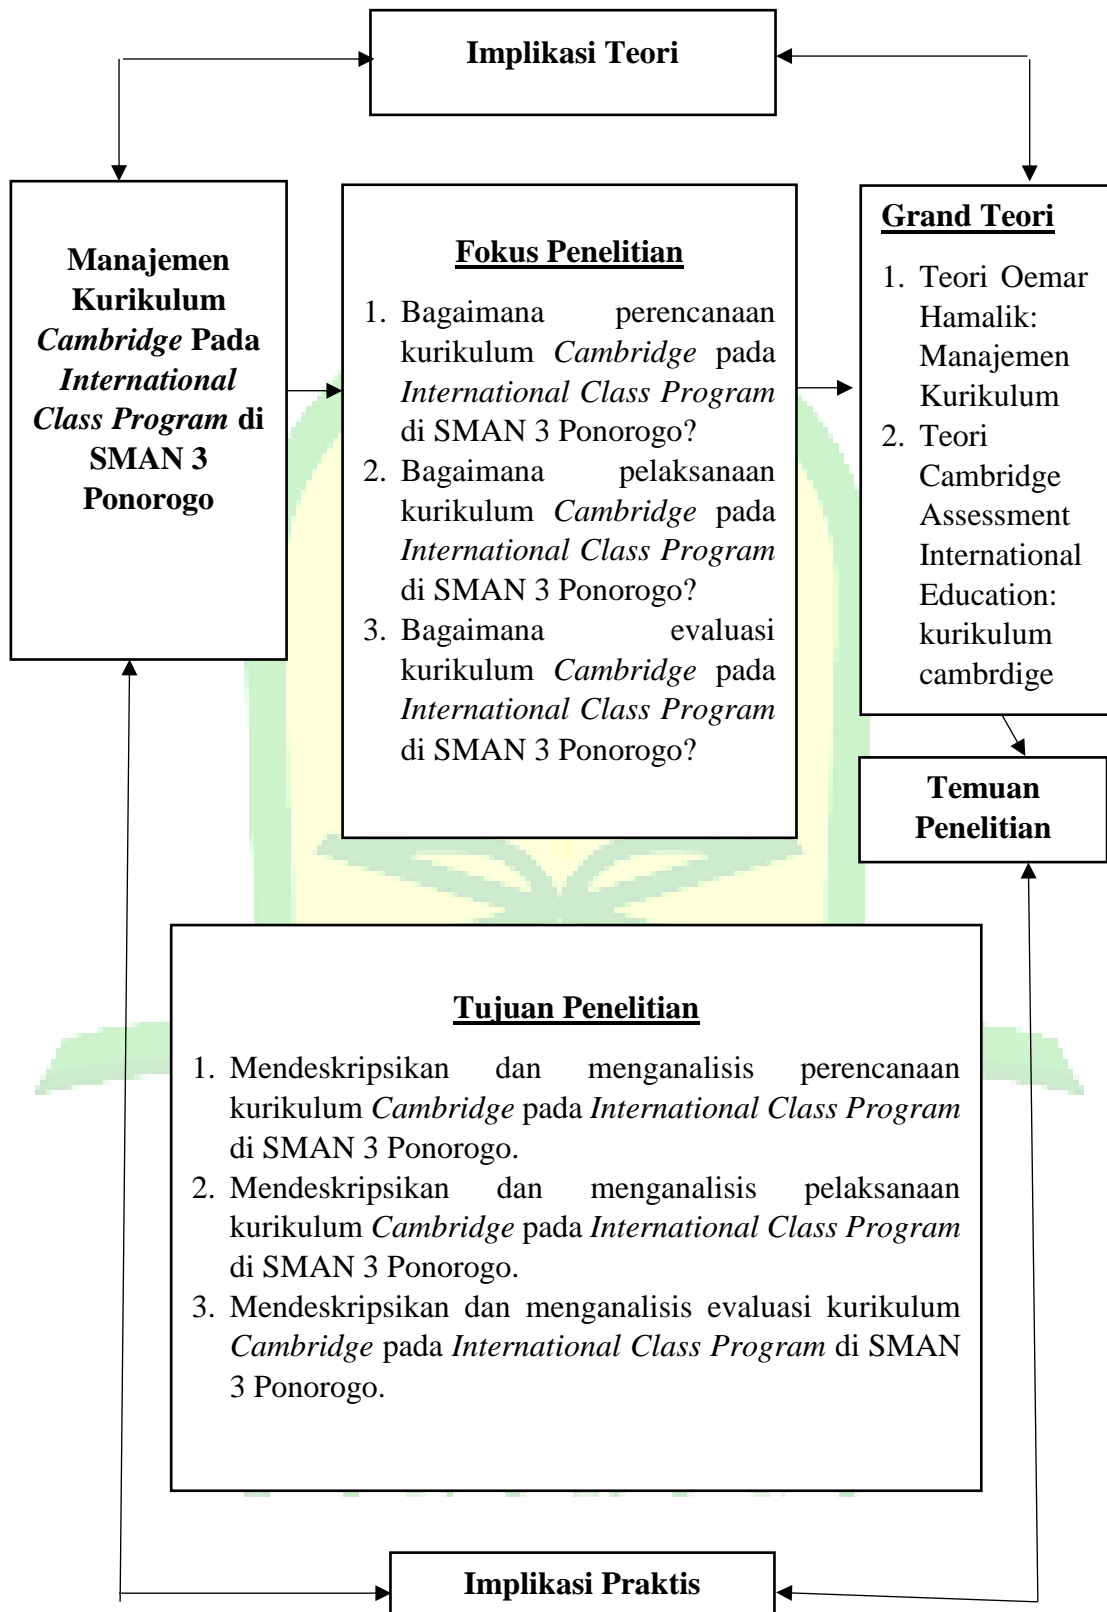 Implikasi Teori
Manajemen
Kurikulum
Cambridge Pada
International
Class Program di
SMAN 3
Ponorogo
Fokus Penelitian
1. Bagaimana perencanaan
kurikulum Cambridge pada
International Class Program
di SMAN 3 Ponorogo?
2. Bagaimana pelaksanaan
kurikulum Cambridge pada
International Class Program
di SMAN 3 Ponorogo?
3. Bagaimana evaluasi
kurikulum Cambridge pada
International Class Program
di SMAN 3 Ponorogo?
Grand Teori
1. Teori Oemar
Hamalik:
Manajemen
Kurikulum
2. Teori
Cambridge
Assessment
International
Education:
kurikulum
cambrdige
Temuan
Penelitian
Tujuan Penelitian
1. Mendeskripsikan dan menganalisis perencanaan
kurikulum Cambridge pada International Class Program
di SMAN 3 Ponorogo.
2. Mendeskripsikan dan menganalisis pelaksanaan
kurikulum Cambridge pada International Class Program
di SMAN 3 Ponorogo.
3. Mendeskripsikan dan menganalisis evaluasi kurikulum
Cambridge pada International Class Program di SMAN
3 Ponorogo.
Implikasi Praktis